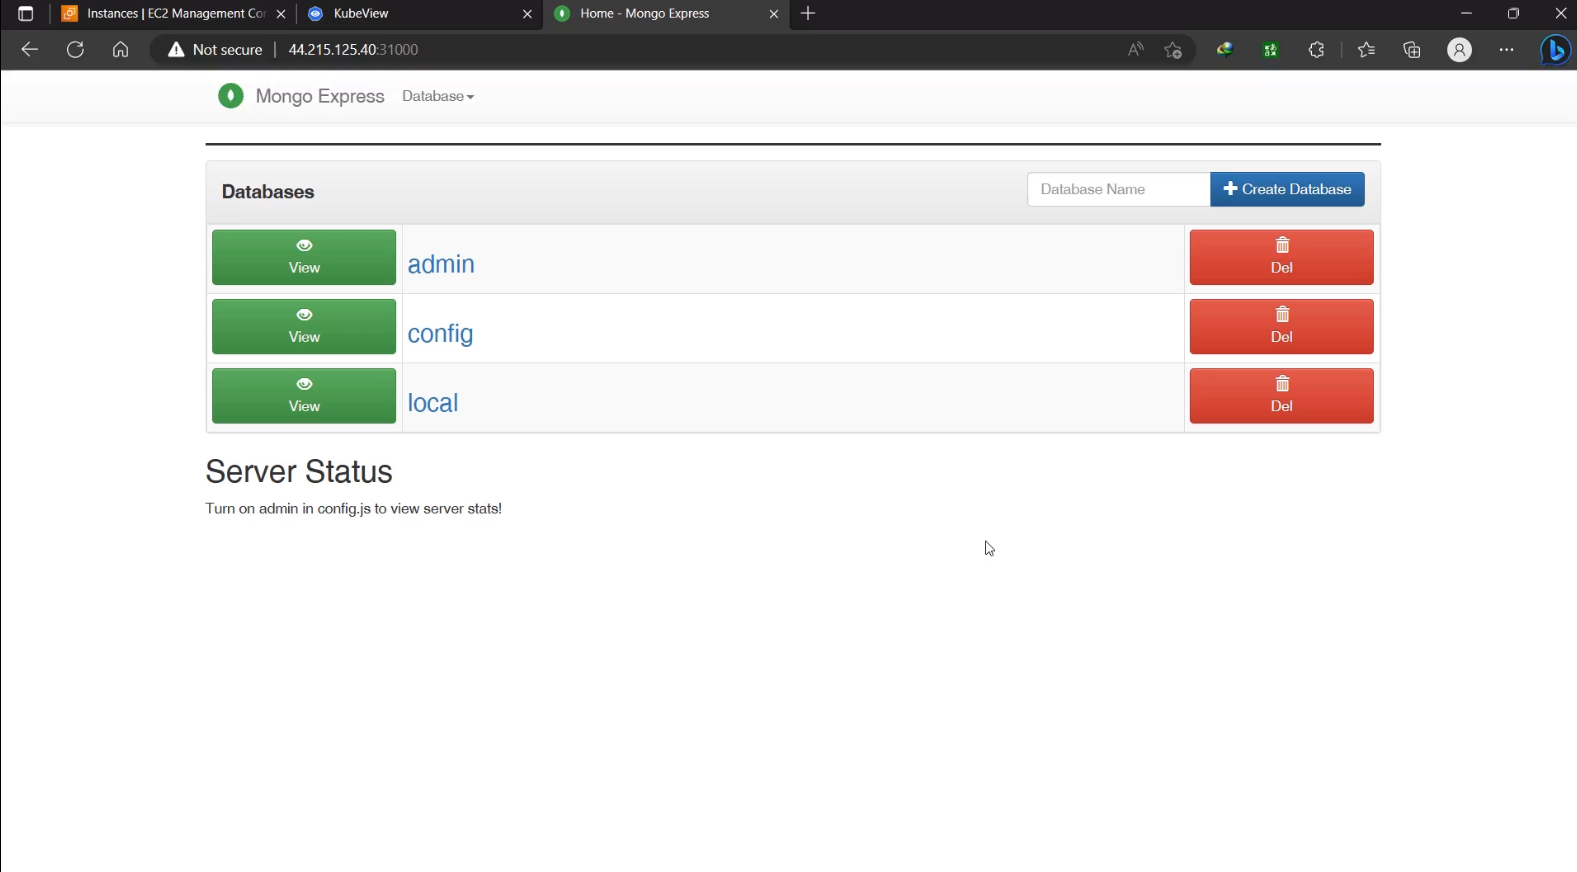 Instances | EC2 Management Co
KubeView
Home - Mongo Express
Not secure
44.215.125.40:31000
Mongo Express
Database
Databases
Database Name
Create Database
View
admin
Del
View
config
Del
View
local
Del
Server Status
Turn on admin in config.js to view server stats!